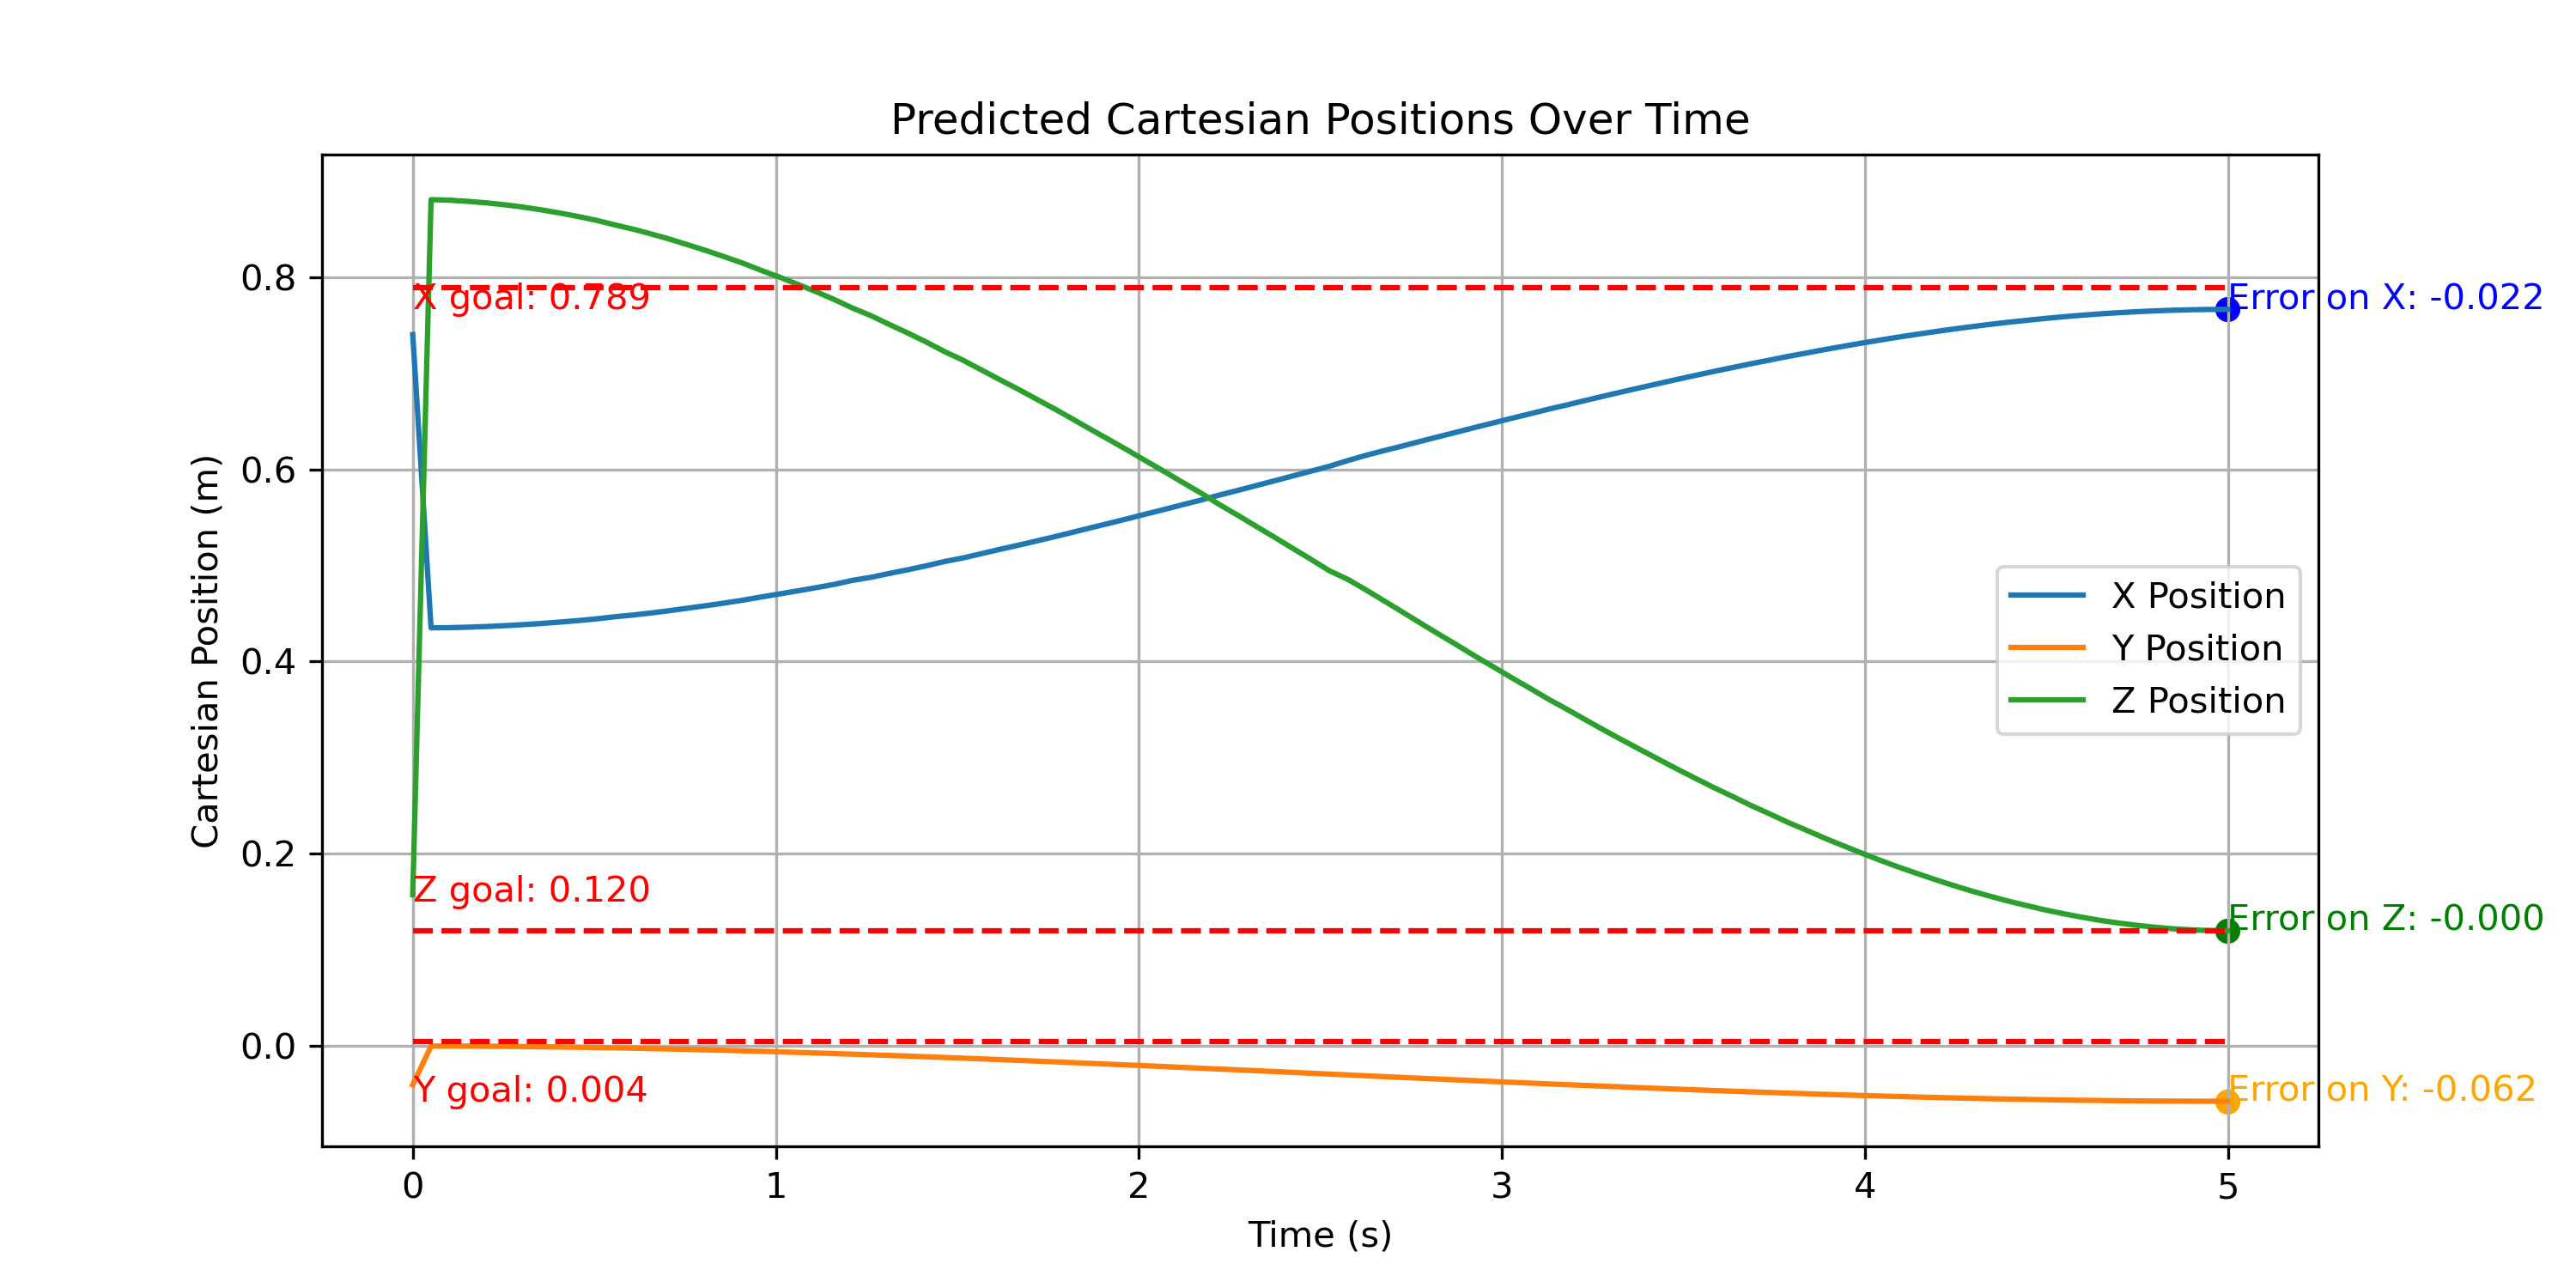 Predicted Cartesian Positions Over Time
Cartesian Position (m)
0.8
0.6
0.4
0.2
0.0
X goal: 0.789
Error on X: -0.022
X Position
Y Position
Z Position
Z goal: 0.120
Error on Z: -0.000
Y goal: 0.004
Error on Y: -0.062
0 1 2 3 4 5
Time (s)